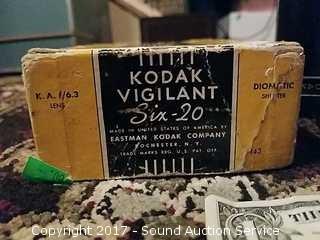 KODAK
VIGILANT
Six-20
K. A. f/6.3
LENS
DIOMATIC
SHUTTER
MADE IN UNITED STATES OF AMERICA BY
EASTMAN KODAK COMPANY
ROCHESTER, N. Y.
TRADE MARKS REG. U.S. PAT. OFF.
Copyright 2017 - Sound Auction Service